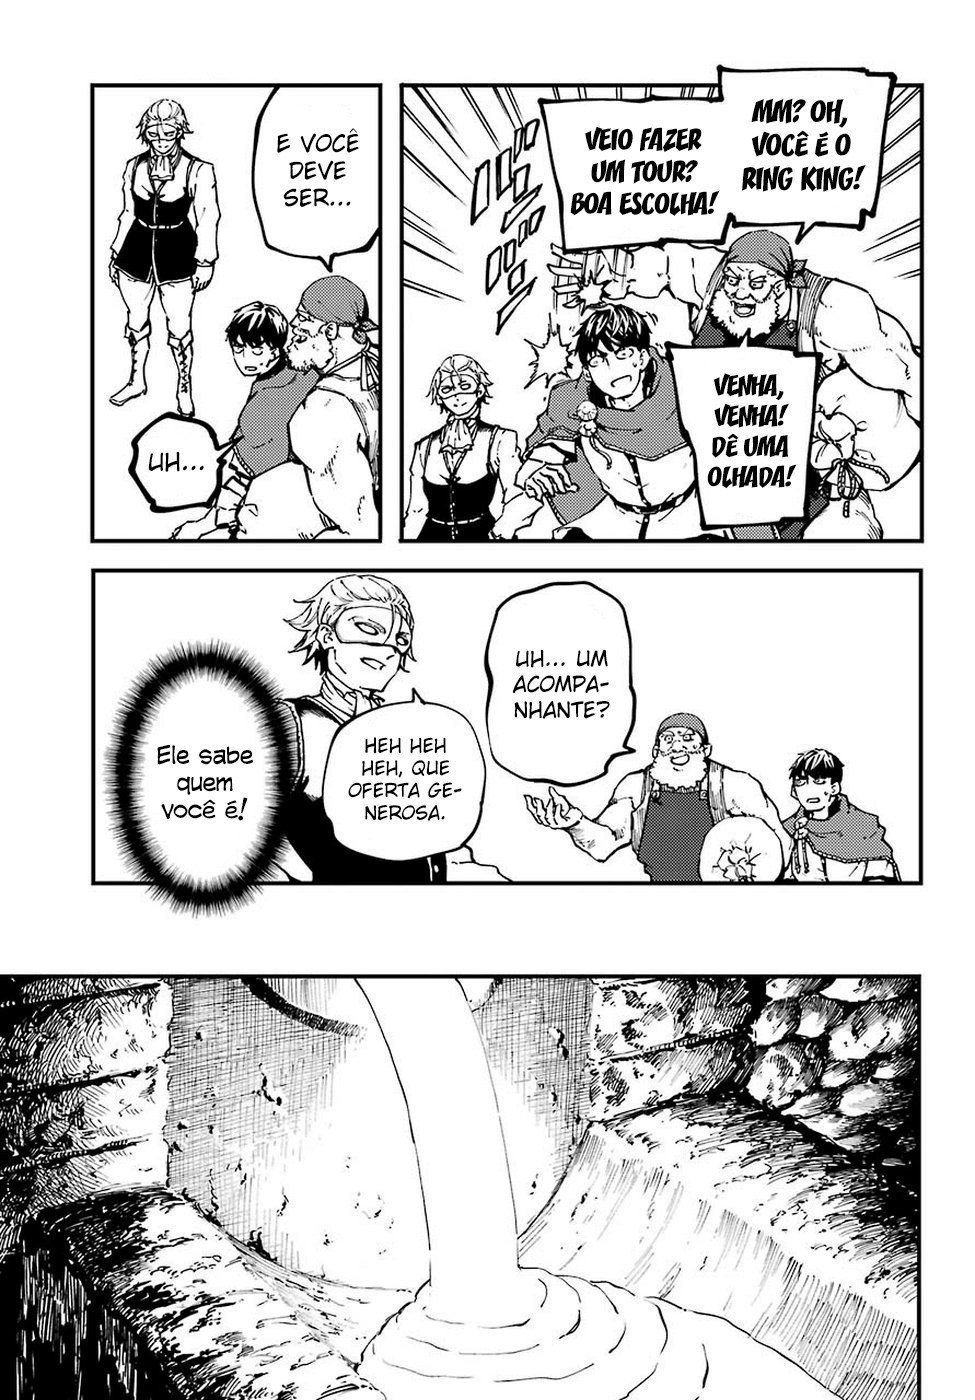 MM? OH,
VOCÊ É O
RING KING!
VEIO FAZER
UM TOUR?
BOA ESCOLHA!
VENHA,
VENHA!
DÊ UMA
OLHADA!
E VOCÊ
DEVE
SER...
UH...
UH... UM
ACOMPA-
NHANTE?
HEH HEH
HEH, QUE
OFERTA GE-
NEROSA.
Ele sabe
quem
você é!